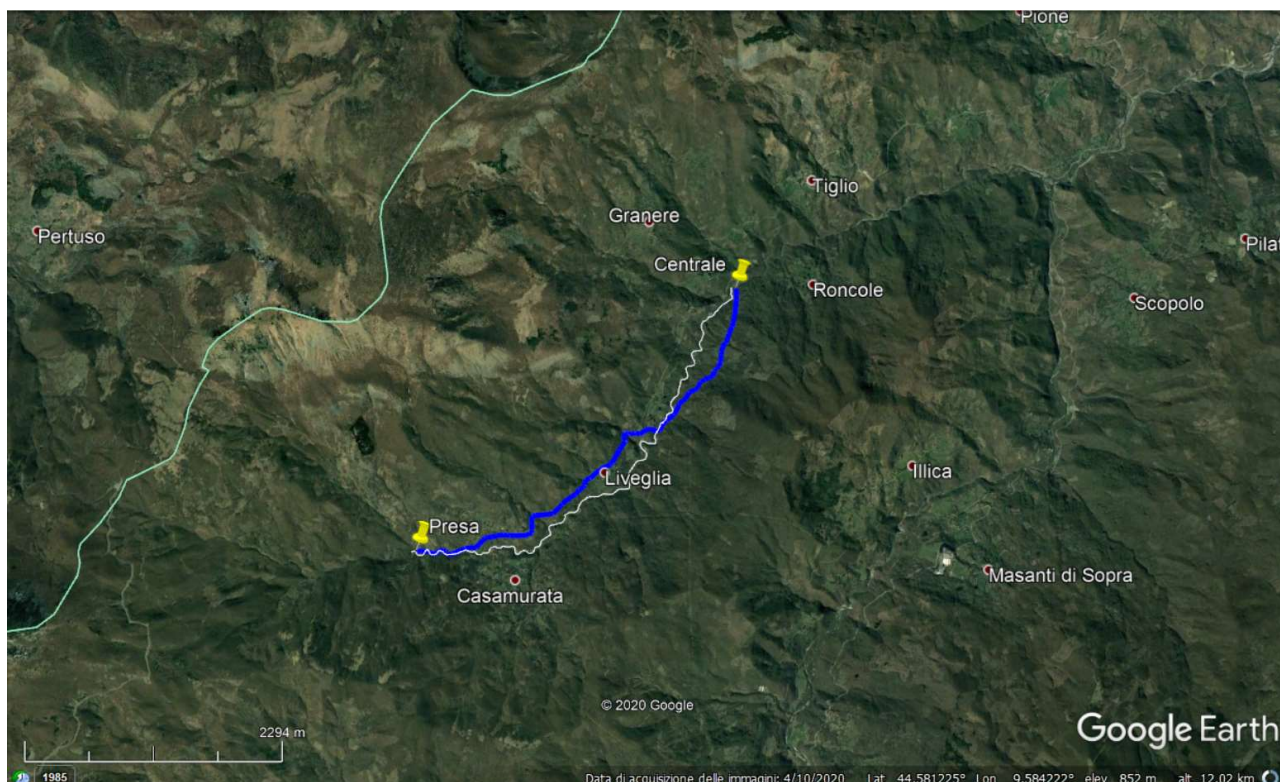 Pione
Tiglio
Granere
Pertuso
Pilat
Centrale
Roncole
Scopolo
Illica
Liveglia
Presa
Masanti di Sopra
Casamurata
© 2020 Google
2294 m
Google Earth
1985
Data di acquisizione delle immagini: 4/10/2020 Lat 44.581225° Lon 9.584222° elev 852 m alt 12.02 km